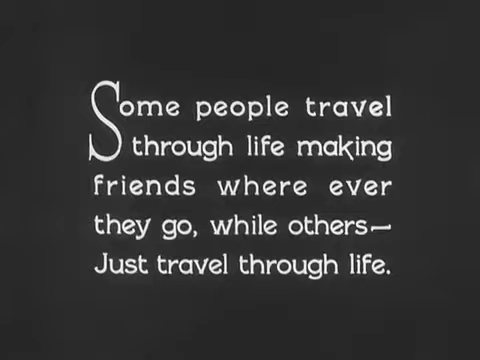 Some people travel
through life making
friends where ever
they go, while others—
Just travel through life.